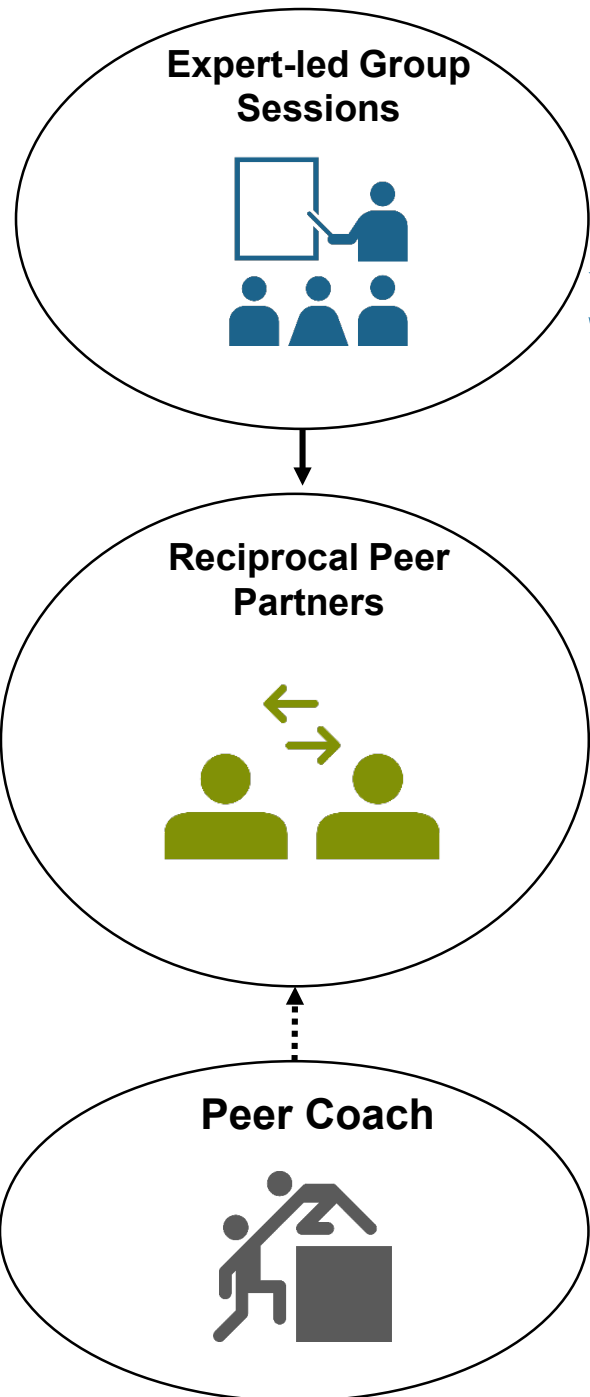 Expert-led Group
Sessions
Reciprocal Peer
Partners
Peer Coach